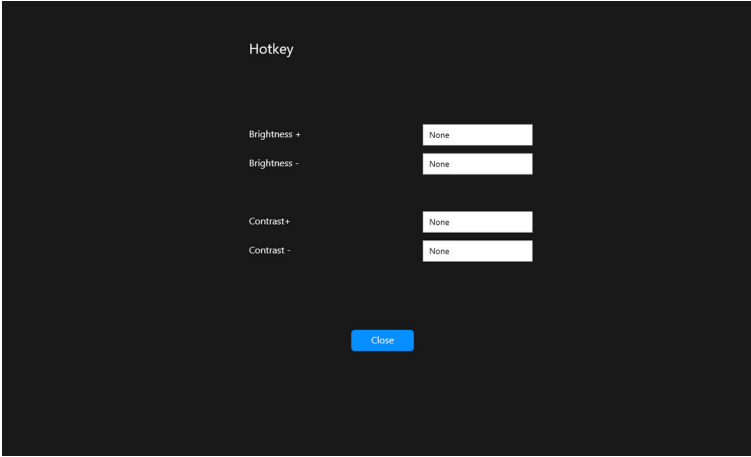 Hotkey
Brightness + None
Brightness - None
Contrast+ None
Contrast - None
Close